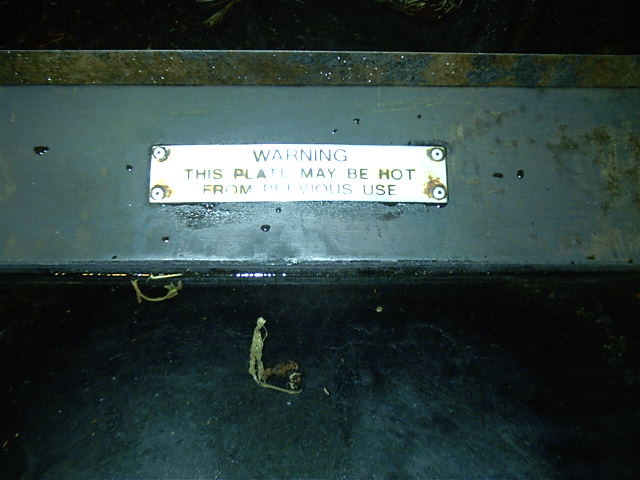 WARNING
THIS PLATE MAY BE HOT
FROM PREVIOUS USE